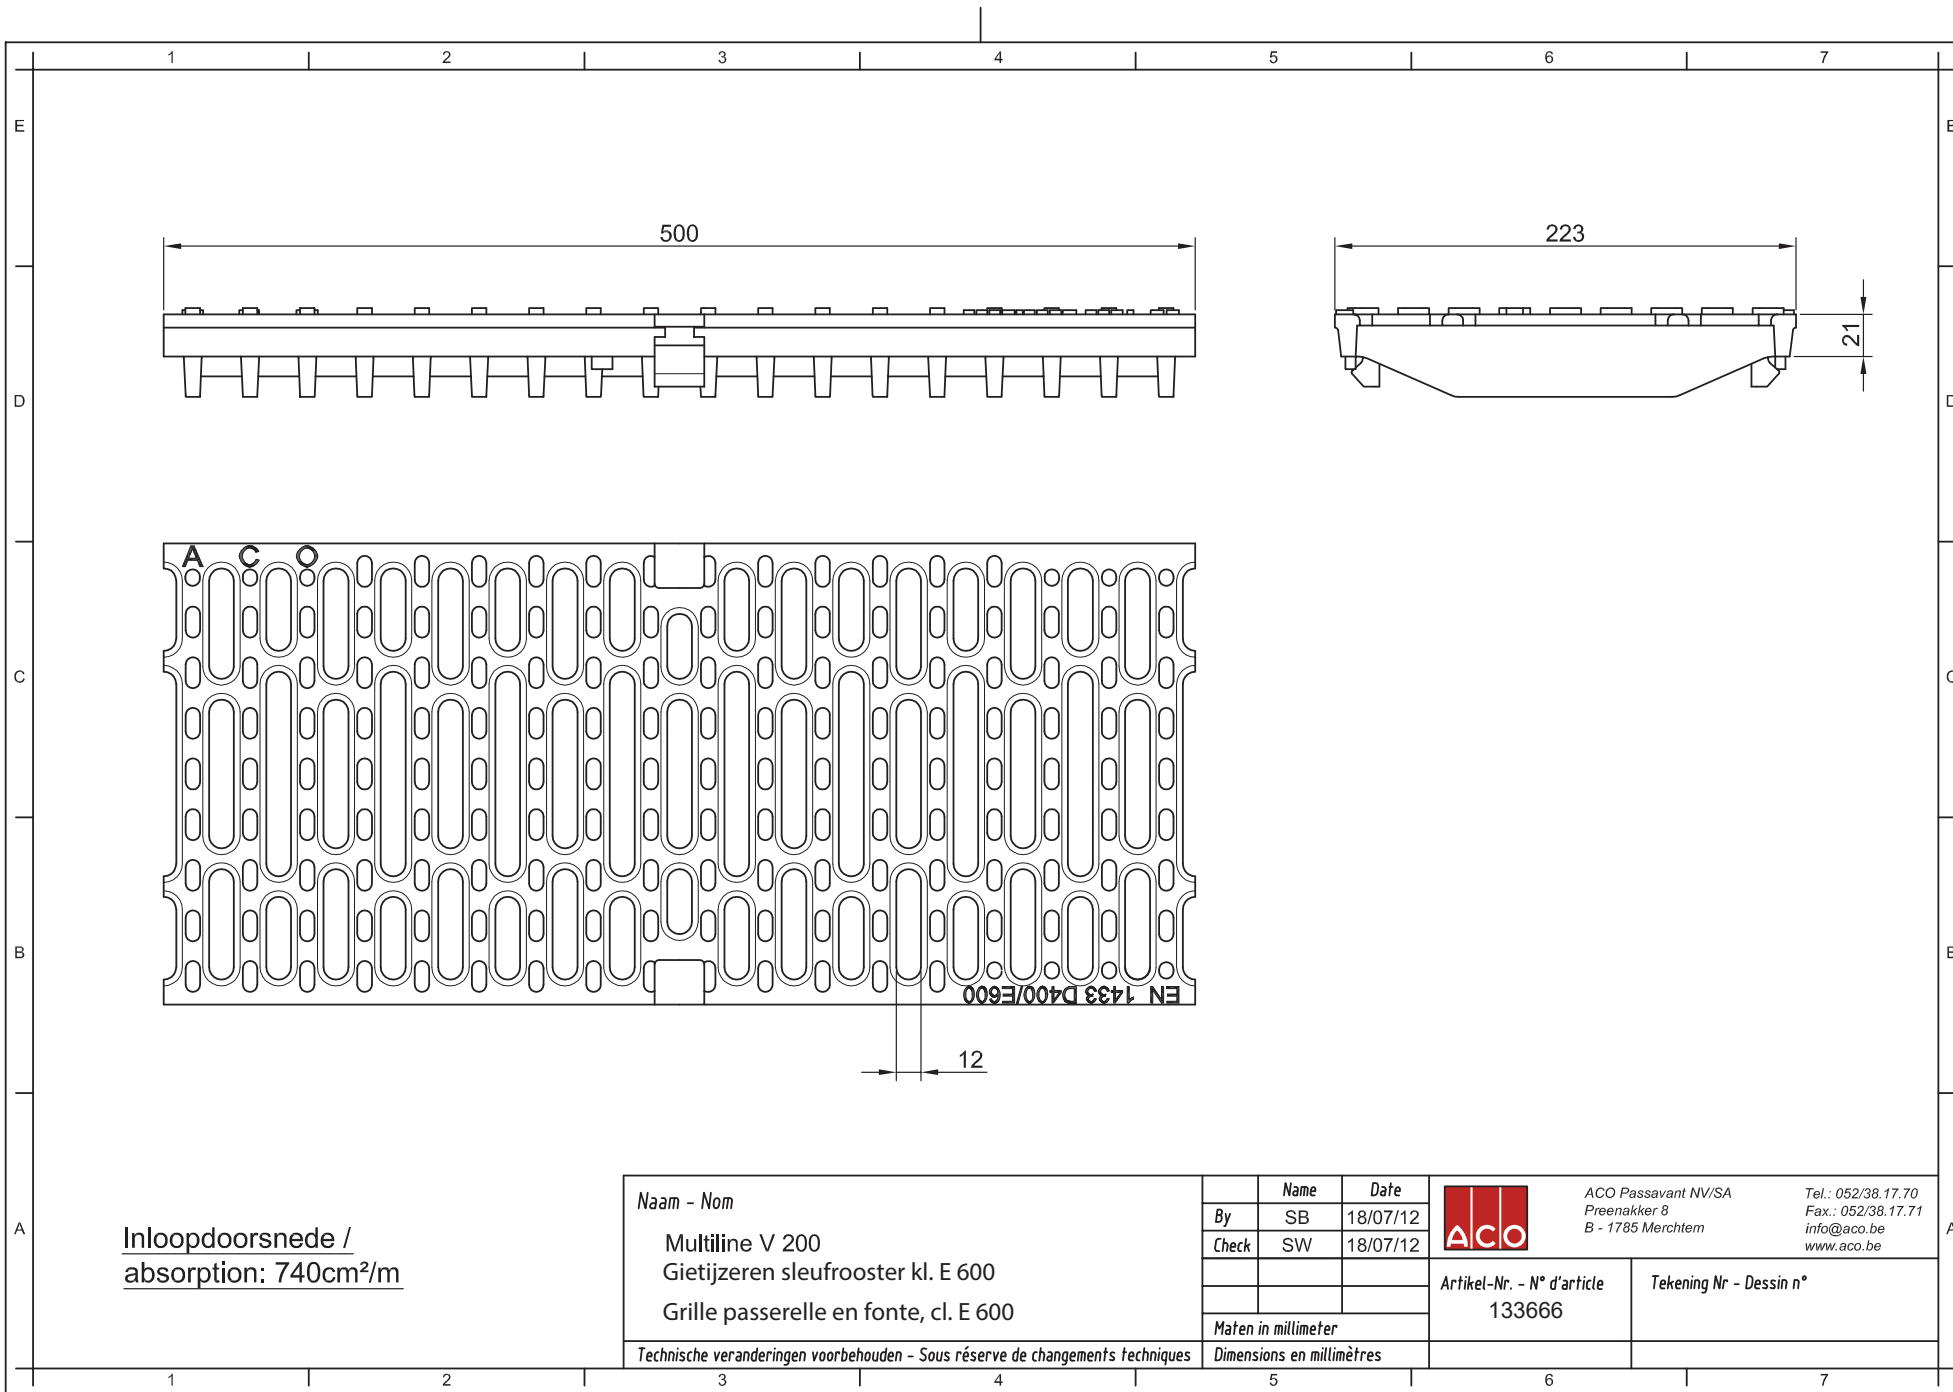 1 2 3 4 5 6 7
E E
500
223
21
D D
A C O
C C
B B
EN 1433 D400/E600
12
A A
Inloopdoorsnede /
absorption: 740cm²/m
Naam - Nom
Multiline V 200
Gietijzeren sleufrooster kl. E 600
Grille passerelle en fonte, cl. E 600
Technische veranderingen voorbehouden - Sous réserve de changements techniques
Name Date
By SB 18/07/12
Check SW 18/07/12
Maten in millimeter
Dimensions en millimètres
ACO
ACO Passavant NV/SA
Preenakker 8
B - 1785 Merchtem
Tel.: 052/38.17.70
Fax.: 052/38.17.71
info@aco.be
www.aco.be
Artikel-Nr. - N° d'article
133666
Tekening Nr - Dessin n°
1 2 3 4 5 6 7